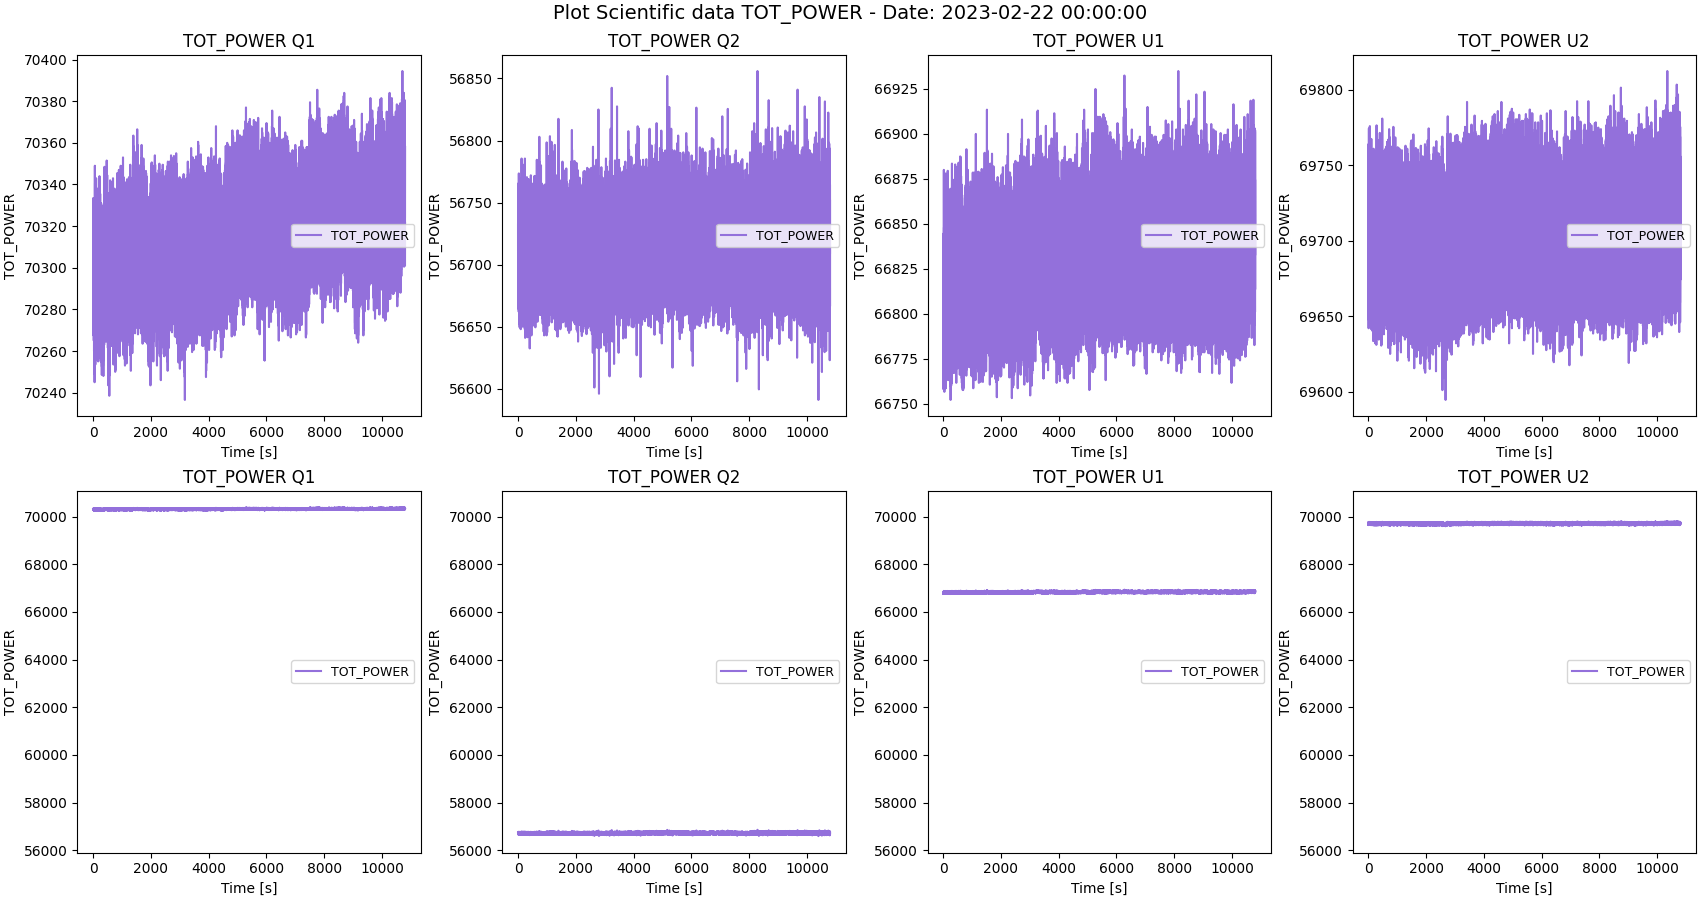 Plot Scientific data TOT_POWER - Date: 2023-02-22 00:00:00
TOT_POWER Q1
70400
70380
70360
70340
70320
70300
70280
70260
70240
TOT_POWER
TOT_POWER
0 2000 4000 6000 8000 10000
Time [s]
TOT_POWER Q2
56850
56800
56750
56700
56650
56600
TOT_POWER
TOT_POWER
0 2000 4000 6000 8000 10000
Time [s]
TOT_POWER U1
66925
66900
66875
66850
66825
66800
66775
66750
TOT_POWER
TOT_POWER
0 2000 4000 6000 8000 10000
Time [s]
TOT_POWER U2
69800
69750
69700
69650
69600
TOT_POWER
TOT_POWER
0 2000 4000 6000 8000 10000
Time [s]
TOT_POWER Q1
70000
68000
66000
64000
62000
60000
58000
56000
TOT_POWER
TOT_POWER
0 2000 4000 6000 8000 10000
Time [s]
TOT_POWER Q2
70000
68000
66000
64000
62000
60000
58000
56000
TOT_POWER
TOT_POWER
0 2000 4000 6000 8000 10000
Time [s]
TOT_POWER U1
70000
68000
66000
64000
62000
60000
58000
56000
TOT_POWER
TOT_POWER
0 2000 4000 6000 8000 10000
Time [s]
TOT_POWER U2
70000
68000
66000
64000
62000
60000
58000
56000
TOT_POWER
TOT_POWER
0 2000 4000 6000 8000 10000
Time [s]